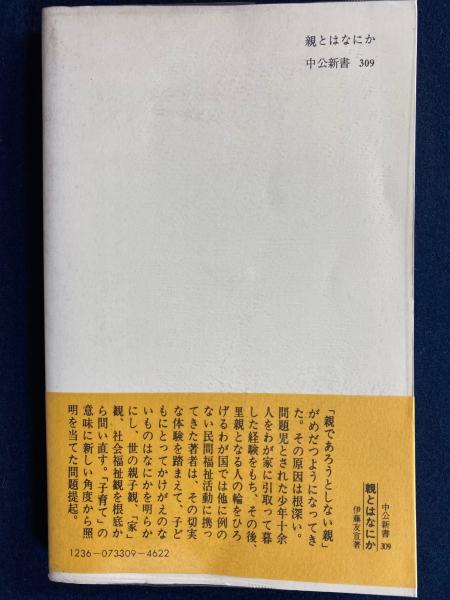 親とはなにか
中公新書 309
「親であろうとしない親」
がめだつようになってき
た。その原因は根深い。
問題児とされた少年十余
人をわが家に引取って暮
した経験をもち、その後、
里親となる人の輪をひろ
げるわが国では他に例の
ない民間福祉活動に携っ
てきた著者は、その切実
な体験を踏まえて、子ど
もにとってかけがえのな
いものはなにかを明らか
にし、世の親子観、「家」
観、社会福祉観を根底か
ら問い直す。「子育て」の
意味に新しい角度から照
明を当てた問題提起。
中公新書
309
親とはなにか
伊藤友宣著
1236-073309-4622